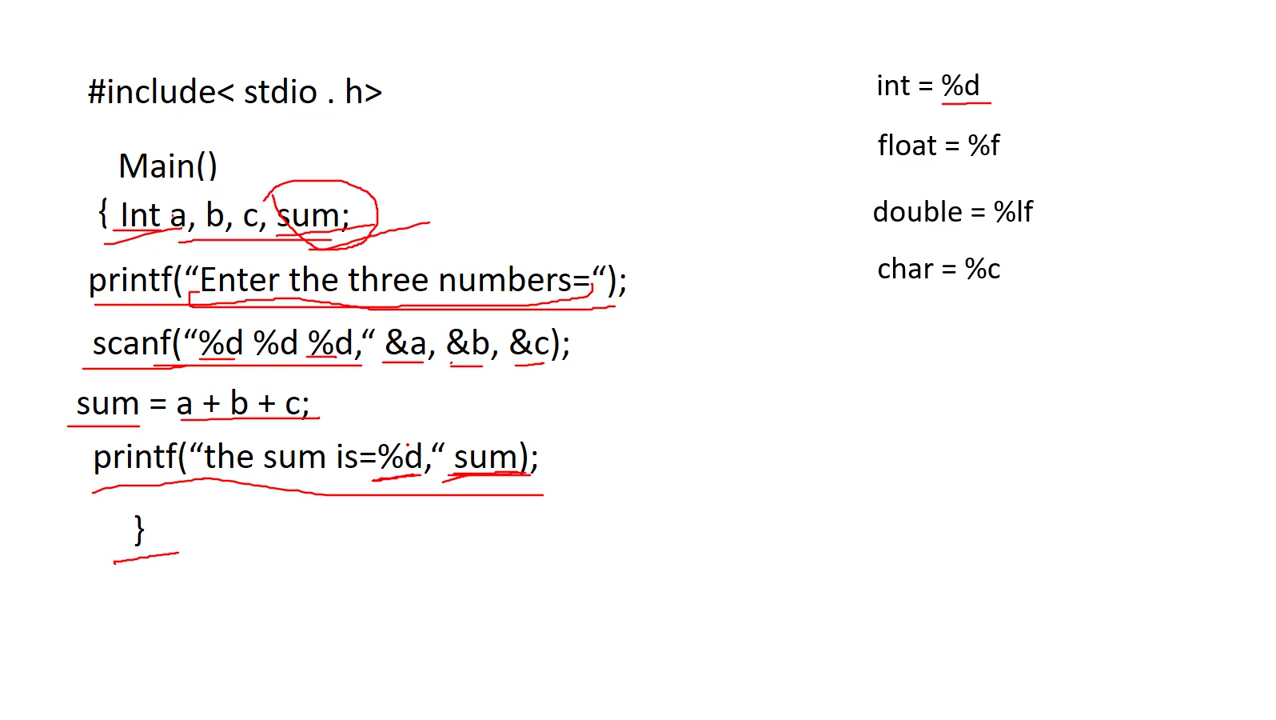 #include< stdio . h>
Main()
{ Int a, b, c, sum;
printf(“Enter the three numbers=“);
scanf(“%d %d %d,“ &a, &b, &c);
sum = a + b + c;
printf(“the sum is=%d,“ sum);
}
int = %d
float = %f
double = %lf
char = %c